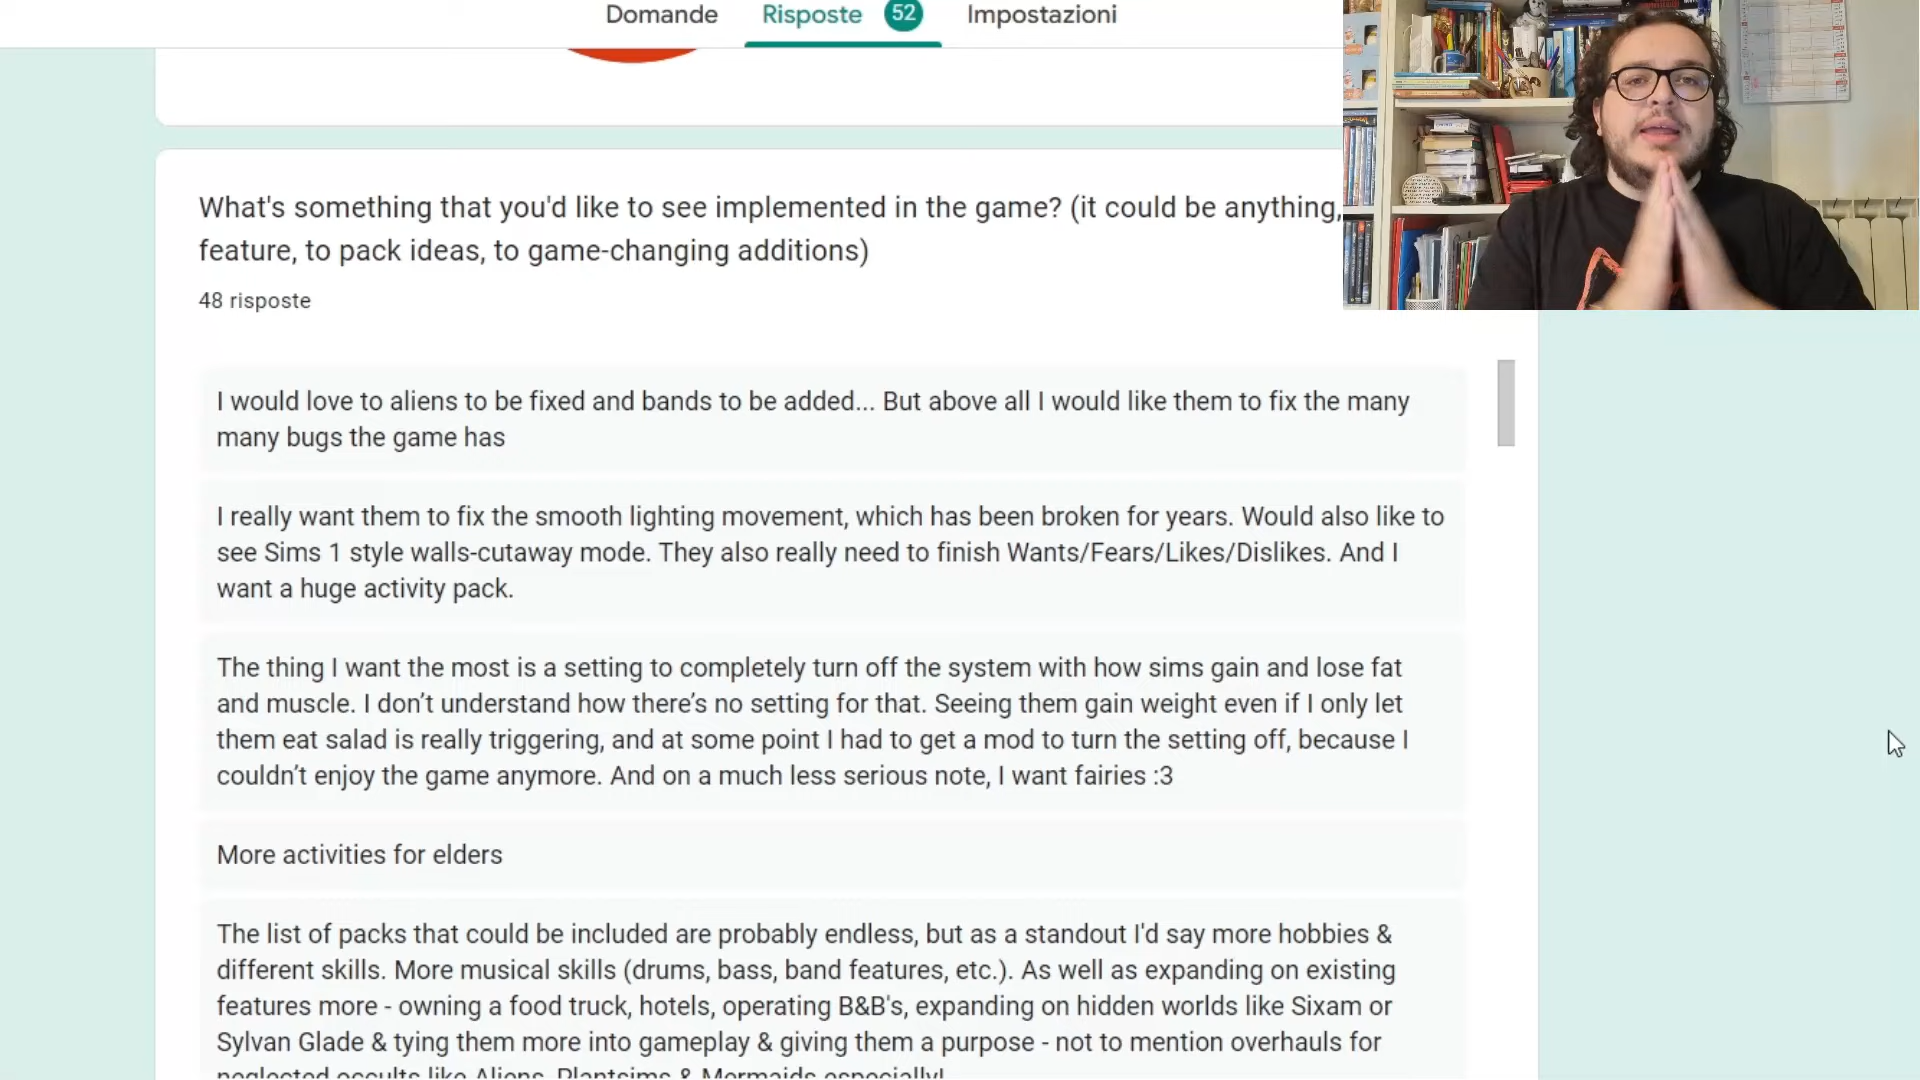 Domande Risposte 52 Impostazioni
What's something that you'd like to see implemented in the game? (it could be anything,
feature, to pack ideas, to game-changing additions)
48 risposte
I would love to aliens to be fixed and bands to be added... But above all I would like them to fix the many
many bugs the game has
I really want them to fix the smooth lighting movement, which has been broken for years. Would also like to
see Sims 1 style walls-cutaway mode. They also really need to finish Wants/Fears/Likes/Dislikes. And I
want a huge activity pack.
The thing I want the most is a setting to completely turn off the system with how sims gain and lose fat
and muscle. I don’t understand how there’s no setting for that. Seeing them gain weight even if I only let
them eat salad is really triggering, and at some point I had to get a mod to turn the setting off, because I
couldn’t enjoy the game anymore. And on a much less serious note, I want fairies :3
More activities for elders
The list of packs that could be included are probably endless, but as a standout I'd say more hobbies &
different skills. More musical skills (drums, bass, band features, etc.). As well as expanding on existing
features more - owning a food truck, hotels, operating B&B's, expanding on hidden worlds like Sixam or
Sylvan Glade & tying them more into gameplay & giving them a purpose - not to mention overhauls for
neglected occults like Aliens, Plantsims & Mermaids especially!